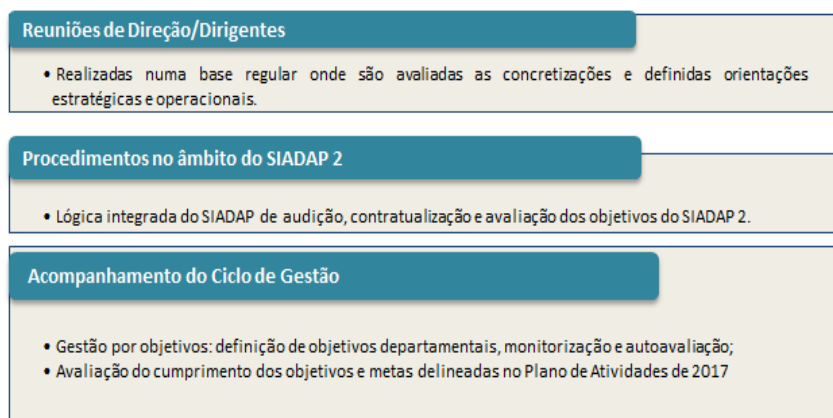 Reuniões de Direção/Dirigentes
• Realizadas numa base regular onde são avaliadas as concretizações e definidas orientações
estratégicas e operacionais.
Procedimentos no âmbito do SIADAP 2
• Lógica integrada do SIADAP de audição, contratualização e avaliação dos objetivos do SIADAP 2.
Acompanhamento do Ciclo de Gestão
• Gestão por objetivos: definição de objetivos departamentais, monitorização e autoavaliação;
• Avaliação do cumprimento dos objetivos e metas delineadas no Plano de Atividades de 2017